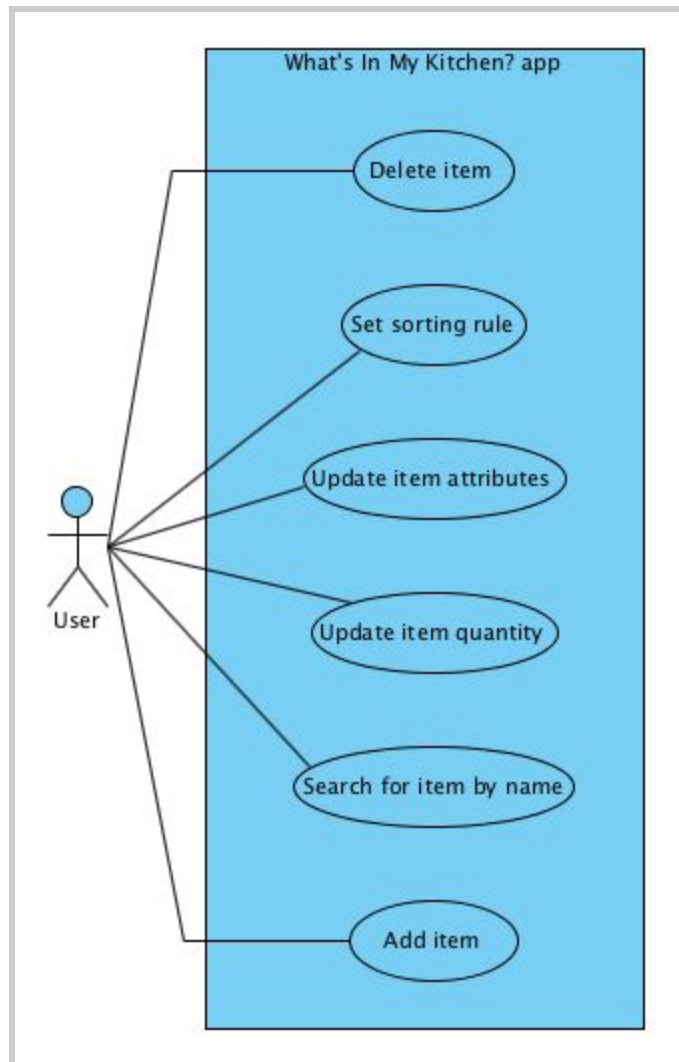 What's In My Kitchen? app
Delete item
Set sorting rule
Update item attributes
User
Update item quantity
Search for item by name
Add item